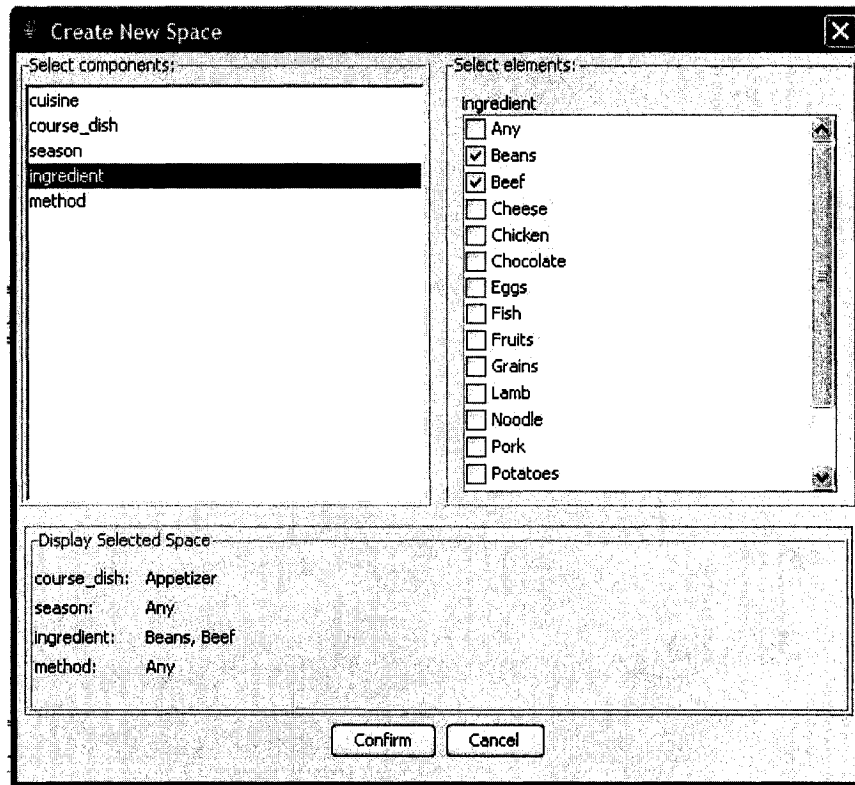 Create New Space
Select components:
cuisine
course_dish
season
ingredient
method
Select elements:
ingredient
Any
Beans
Beef
Cheese
Chicken
Chocolate
Eggs
Fish
Fruits
Grains
Lamb
Noodle
Pork
Potatoes
Display Selected Space
course_dish: Appetizer
season: Any
ingredient: Beans, Beef
method: Any
Confirm Cancel